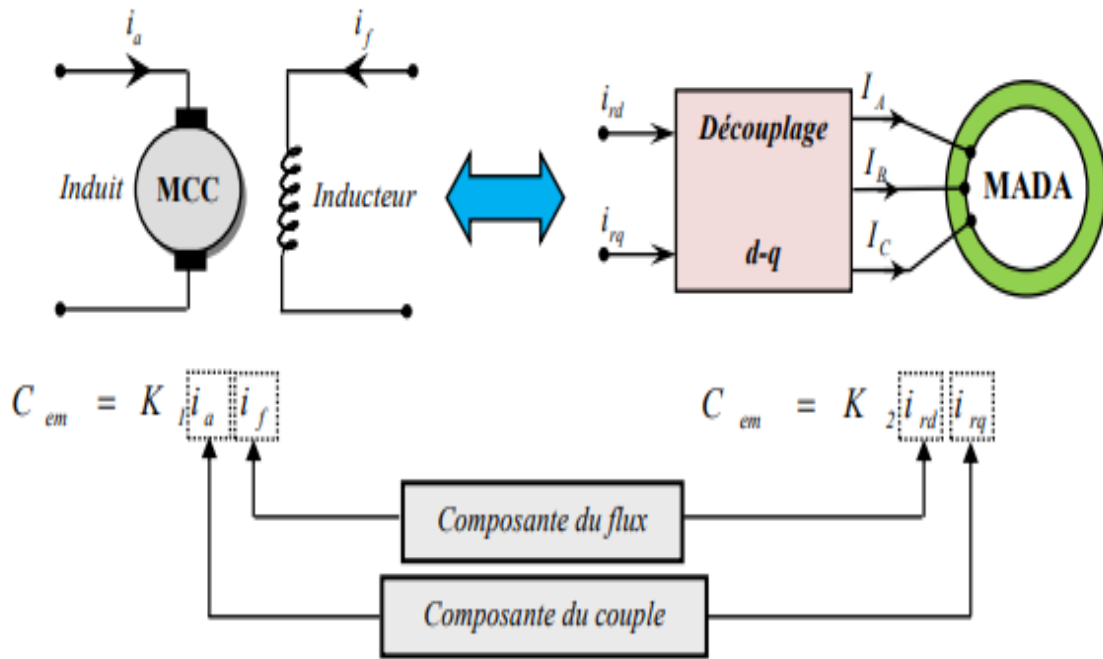 i_a
i_f
Induit
MCC
Inducteur
i_rd
i_rq
Découplage
d-q
I_A
I_B
I_C
MADA
C_em = K_1 i_a i_f
C_em = K_2 i_rd i_rq
Composante du flux
Composante du couple